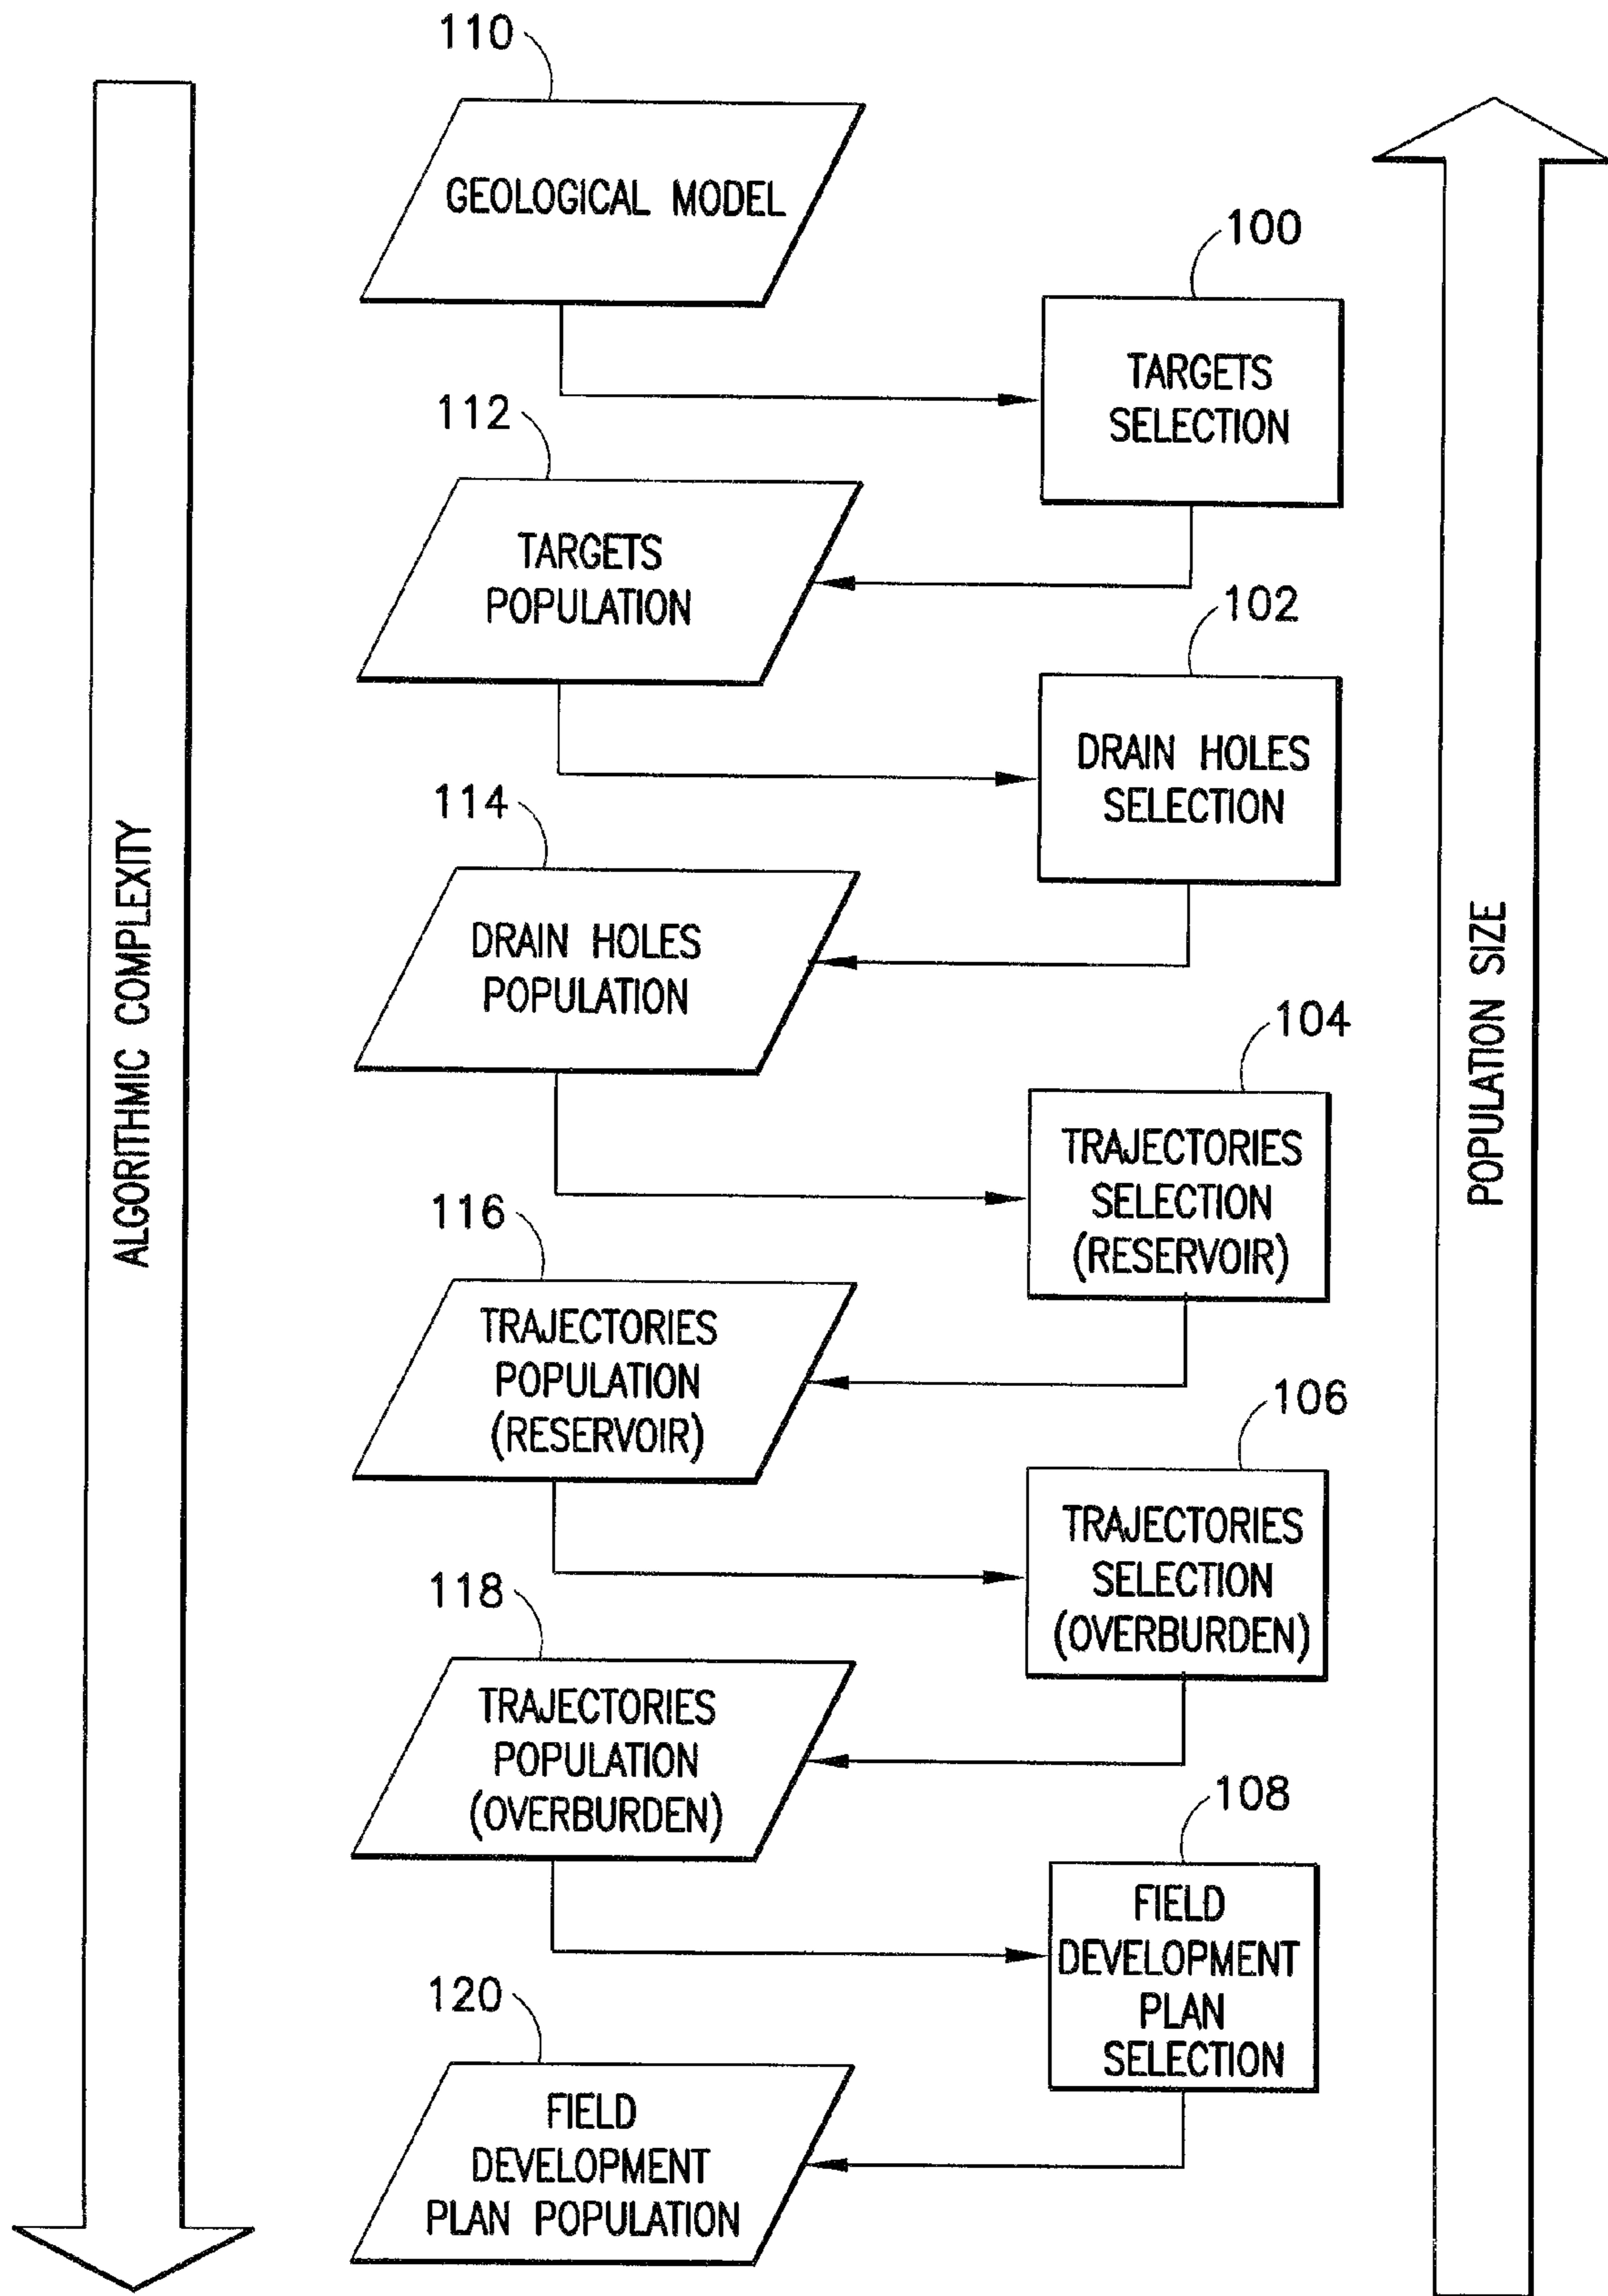 110
GEOLOGICAL MODEL
100
TARGETS
SELECTION
112
TARGETS
POPULATION
102
DRAIN HOLES
SELECTION
114
DRAIN HOLES
POPULATION
104
TRAJECTORIES
SELECTION
(RESERVOIR)
116
TRAJECTORIES
POPULATION
(RESERVOIR)
106
TRAJECTORIES
SELECTION
(OVERBURDEN)
118
TRAJECTORIES
POPULATION
(OVERBURDEN)
108
FIELD
DEVELOPMENT
PLAN
SELECTION
120
FIELD
DEVELOPMENT
PLAN POPULATION
ALGORITHMIC COMPLEXITY
POPULATION SIZE